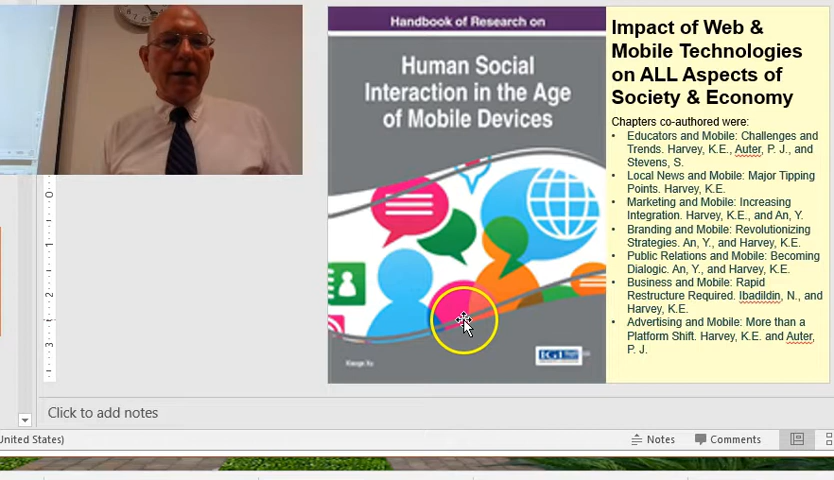 Handbook of Research on
Human Social
Interaction in the Age
of Mobile Devices
IGI
Impact of Web &
Mobile Technologies
on ALL Aspects of
Society & Economy
Chapters co-authored were:
• Educators and Mobile: Challenges and
Trends. Harvey, K.E., Auter, P. J., and
Stevens, S.
• Local News and Mobile: Major Tipping
Points. Harvey, K.E.
• Marketing and Mobile: Increasing
Integration. Harvey, K.E., and An, Y.
• Branding and Mobile: Revolutionizing
Strategies. An, Y., and Harvey, K.E.
• Public Relations and Mobile: Becoming
Dialogic. An, Y., and Harvey, K.E.
• Business and Mobile: Rapid
Restructure Required. Ibadildin, N., and
Harvey, K.E.
• Advertising and Mobile: More than a
Platform Shift. Harvey, K.E. and Auter,
P. J.
0
1
2
3
Click to add notes
United States)
Notes
Comments